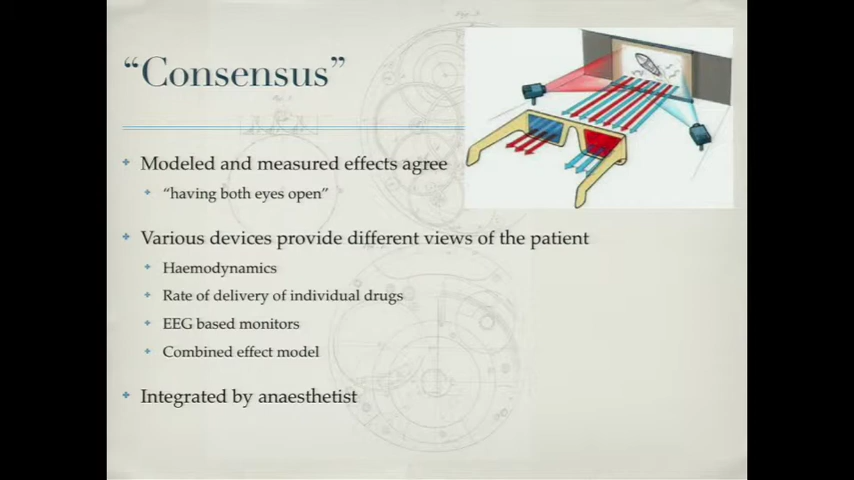 “Consensus”
Modeled and measured effects agree
“having both eyes open”
Various devices provide different views of the patient
Haemodynamics
Rate of delivery of individual drugs
EEG based monitors
Combined effect model
Integrated by anaesthetist